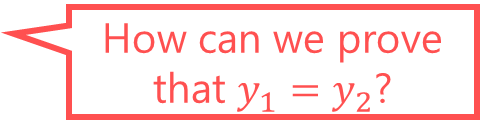 How can we prove
that y₁ = y₂?